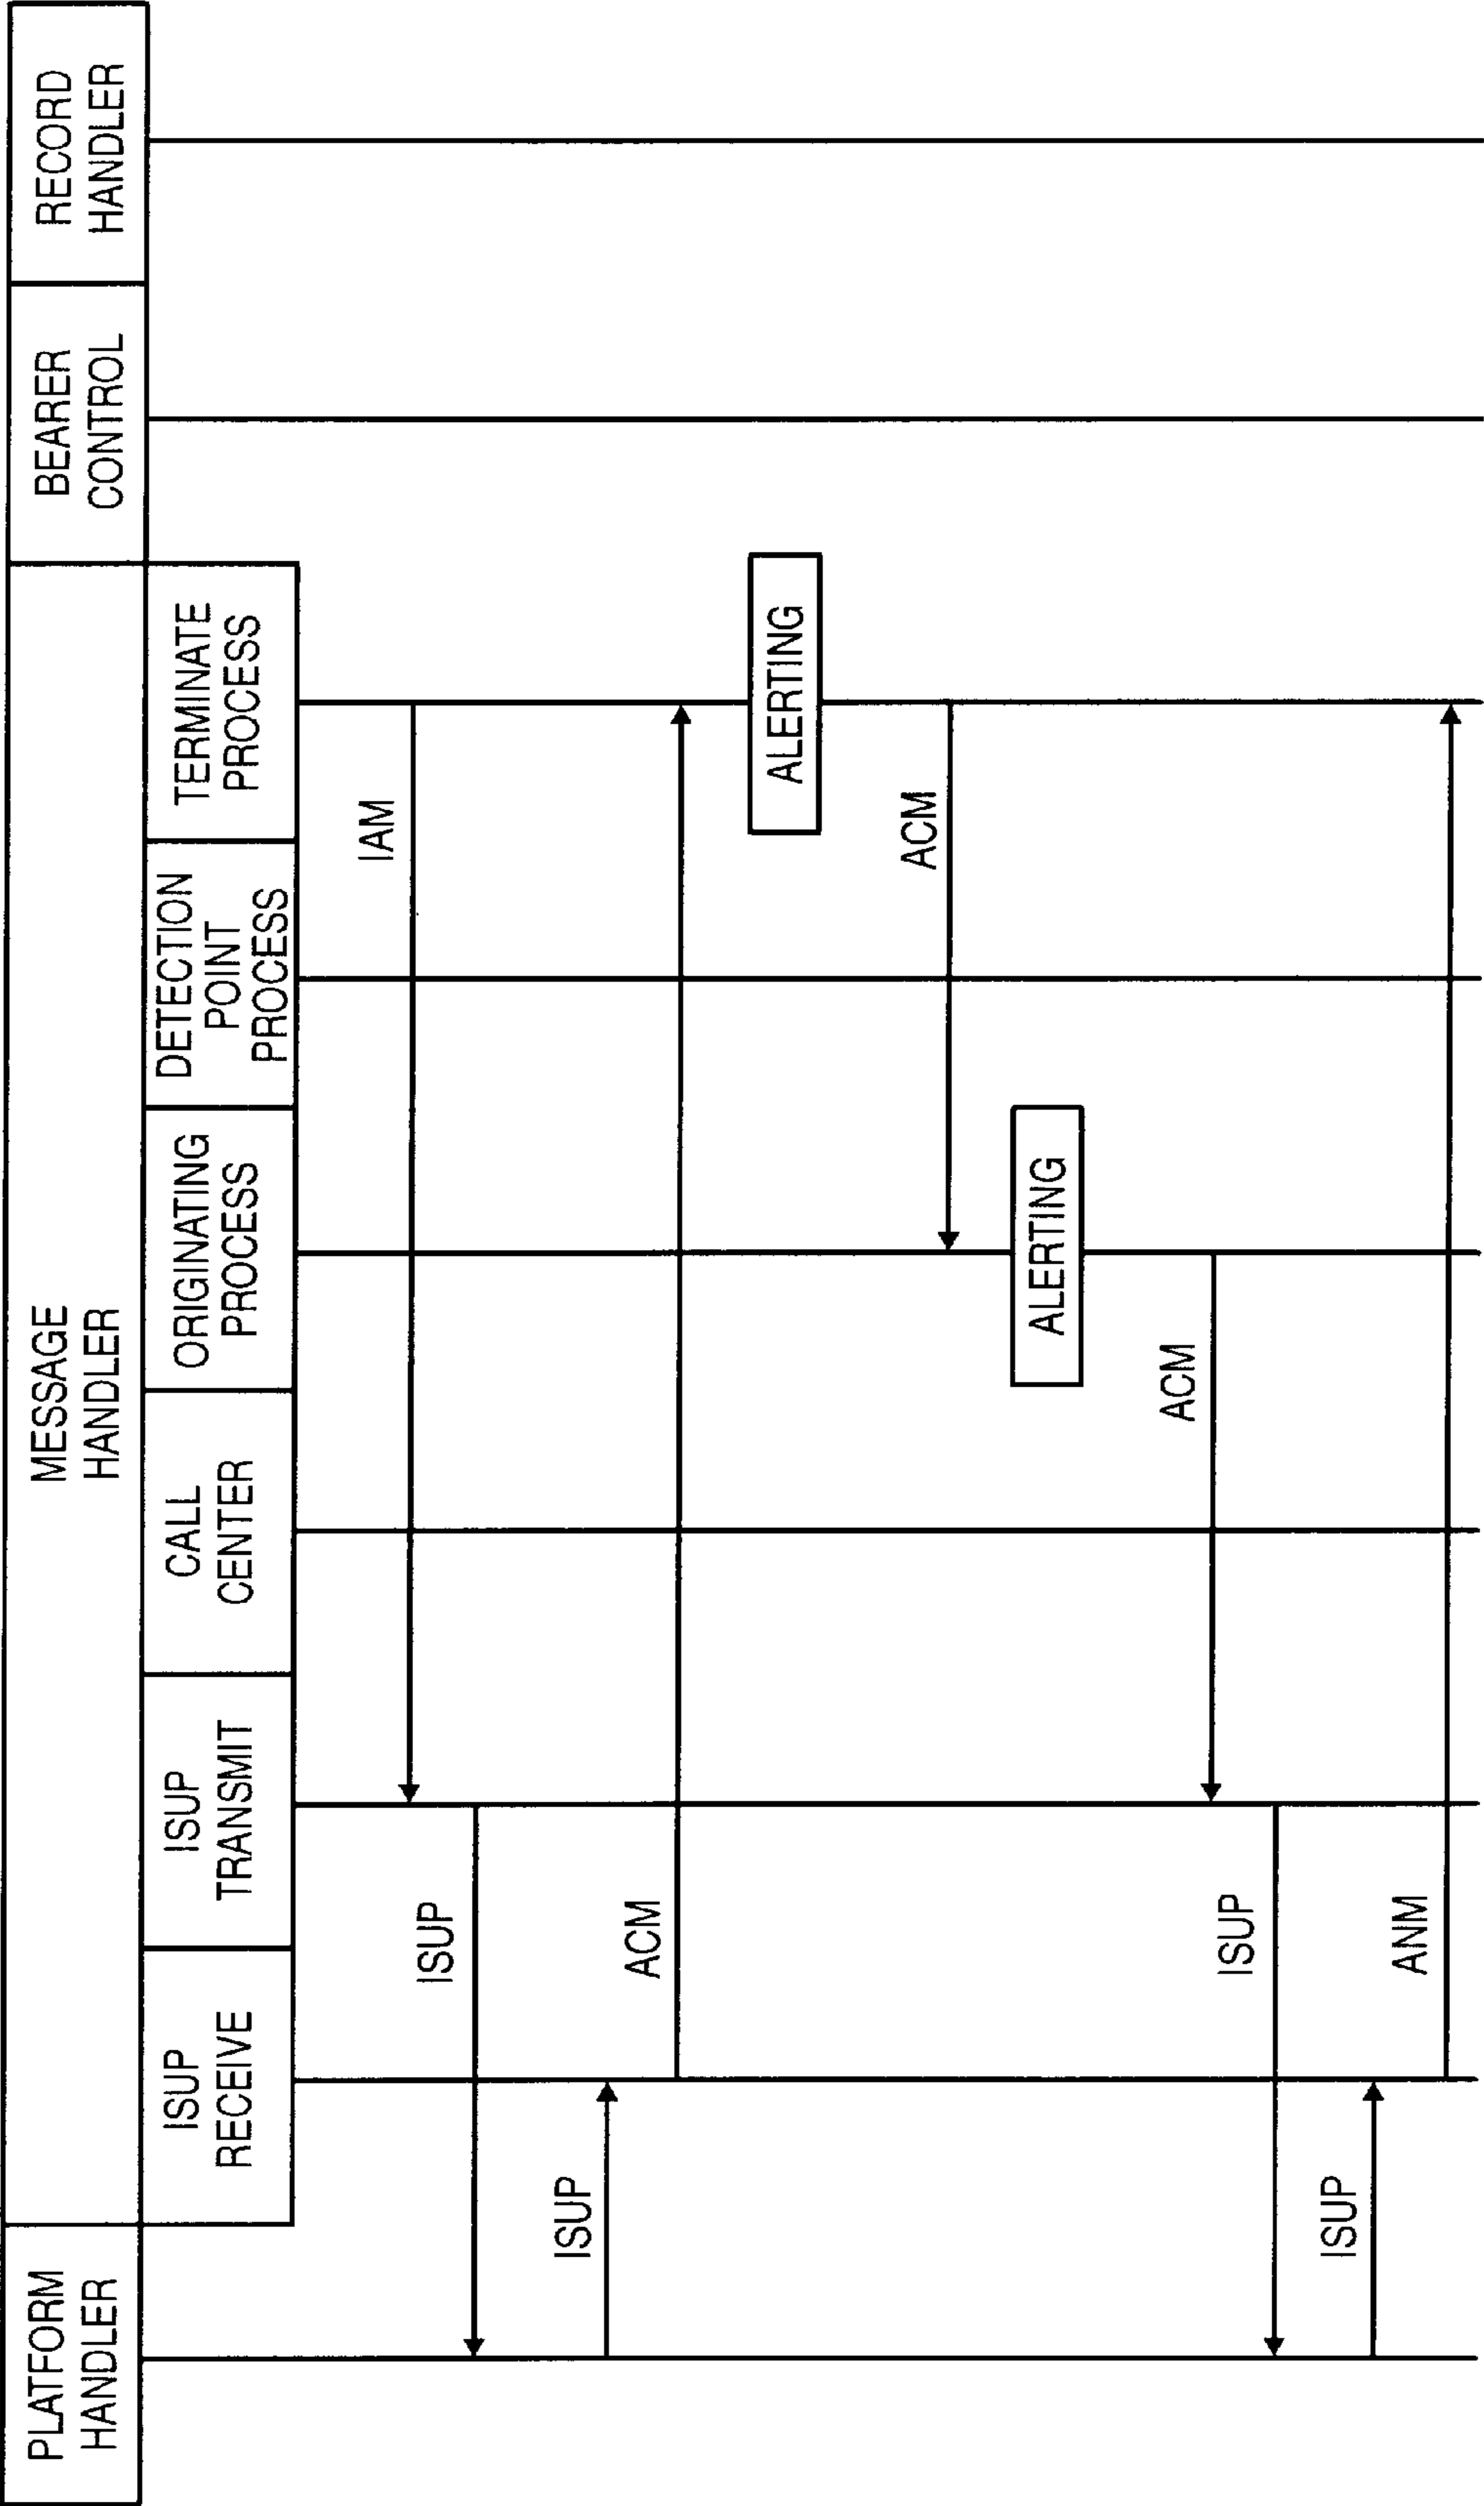 PLATFORM
HANDLER
MESSAGE
HANDLER
BEARER
CONTROL
RECORD
HANDLER
ISUP
RECEIVE
ISUP
TRANSMIT
CALL
CENTER
ORIGINATING
PROCESS
DETECTION
POINT
PROCESS
TERMINATE
PROCESS
IAM
ISUP
ISUP
ACM
ALERTING
ACM
ALERTING
ACM
ISUP
ISUP
ANM